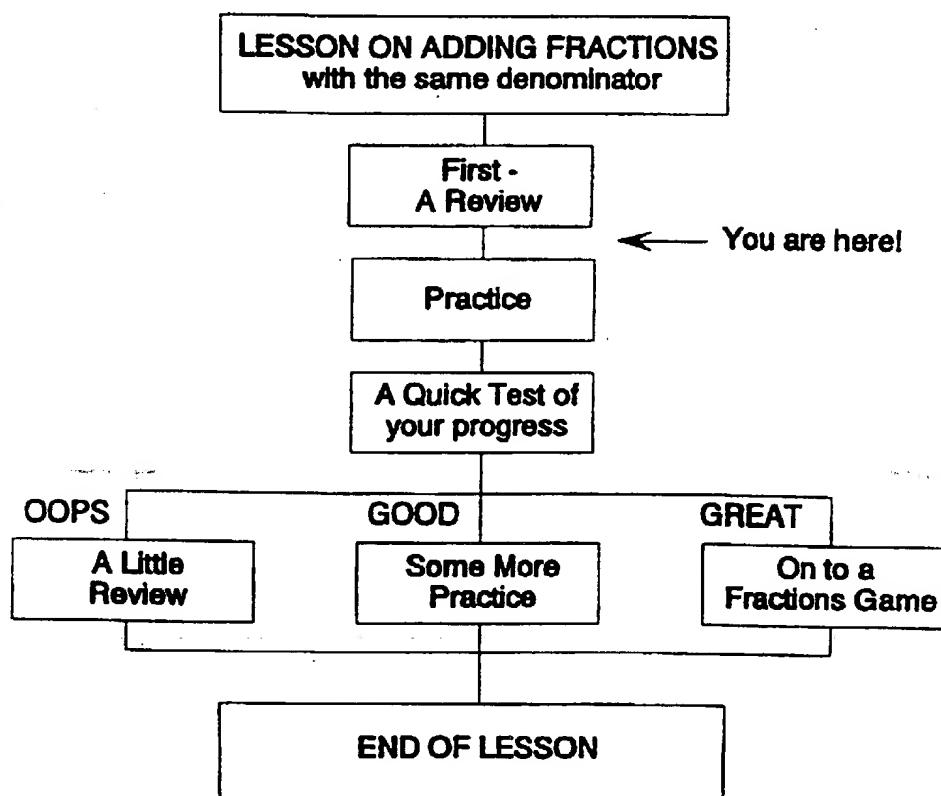 LESSON ON ADDING FRACTIONS
with the same denominator
First -
A Review
You are here!
Practice
A Quick Test of
your progress
OOPS
GOOD
GREAT
A Little
Review
Some More
Practice
On to a
Fractions Game
END OF LESSON